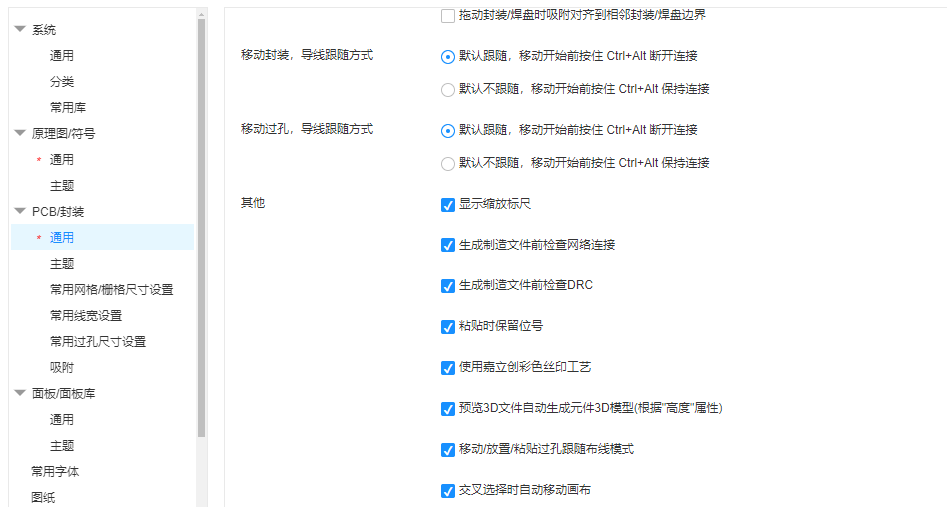 系统
通用
分类
常用库
原理图/符号
* 通用
主题
PCB/封装
* 通用
主题
常用网格/栅格尺寸设置
常用线宽设置
常用过孔尺寸设置
吸附
面板/面板库
通用
主题
常用字体
图纸
拖动封装/焊盘时吸附对齐到相邻封装/焊盘边界
移动封装，导线跟随方式
默认跟随，移动开始前按住 Ctrl+Alt 断开连接
默认不跟随，移动开始前按住 Ctrl+Alt 保持连接
移动过孔，导线跟随方式
默认跟随，移动开始前按住 Ctrl+Alt 断开连接
默认不跟随，移动开始前按住 Ctrl+Alt 保持连接
其他
显示缩放标尺
生成制造文件前检查网络连接
生成制造文件前检查DRC
粘贴时保留位号
使用嘉立创彩色丝印工艺
预览3D文件自动生成元件3D模型(根据"高度"属性)
移动/放置/粘贴过孔跟随布线模式
交叉选择时自动移动画布